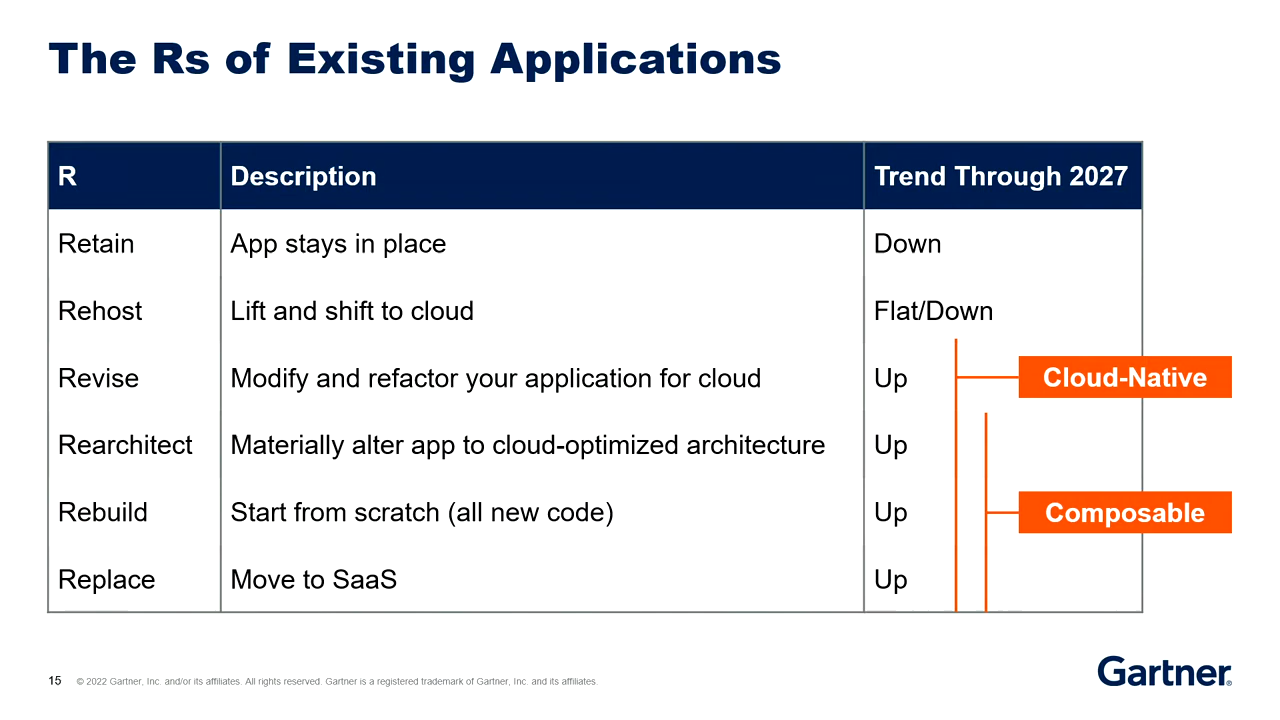 The Rs of Existing Applications
R Description Trend Through 2027
Retain App stays in place Down
Rehost Lift and shift to cloud Flat/Down
Revise Modify and refactor your application for cloud Up Cloud-Native
Rearchitect Materially alter app to cloud-optimized architecture Up
Rebuild Start from scratch (all new code) Up Composable
Replace Move to SaaS Up
15 © 2022 Gartner, Inc. and/or its affiliates. All rights reserved. Gartner is a registered trademark of Gartner, Inc. and its affiliates.
Gartner®